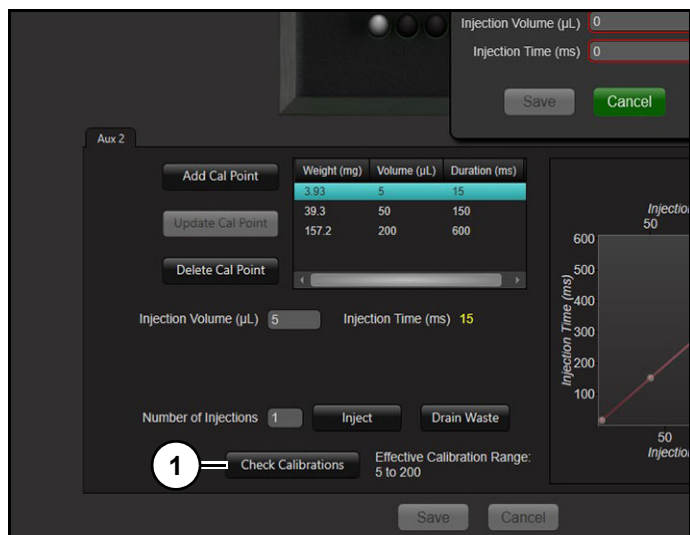 Injection Volume (µL) 0
Injection Time (ms) 0
Save Cancel
Aux 2
Add Cal Point
Update Cal Point
Delete Cal Point
Weight (mg) Volume (µL) Duration (ms)
3.93 5 15
39.3 50 150
157.2 200 600
Injection Volume (µL) 5 Injection Time (ms) 15
Number of Injections 1 Inject Drain Waste
1 Check Calibrations Effective Calibration Range:
5 to 200
Save Cancel
50
600
500
400
300
200
100
Injection Time (ms)
50